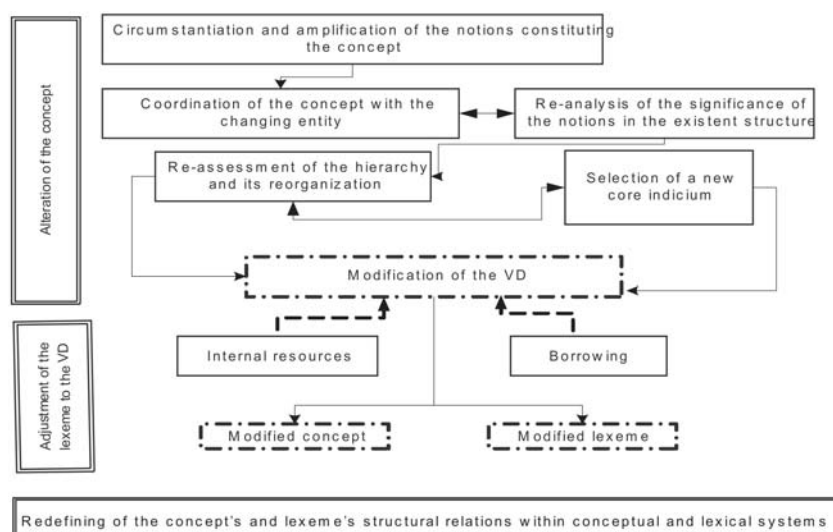 Circumstantiation and amplification of the notions constituting
the concept
Alteration of the concept
Coordination of the concept with the
changing entity
Re-analysis of the significance of
the notions in the existent structure
Re-assessment of the hierarchy
and its reorganization
Selection of a new
core indicium
Modification of the VD
Adjustment of the
lexeme to the VD
Internal resources
Borrowing
Modified concept
Modified lexeme
Redefining of the concept's and lexeme's structural relations within conceptual and lexical systems